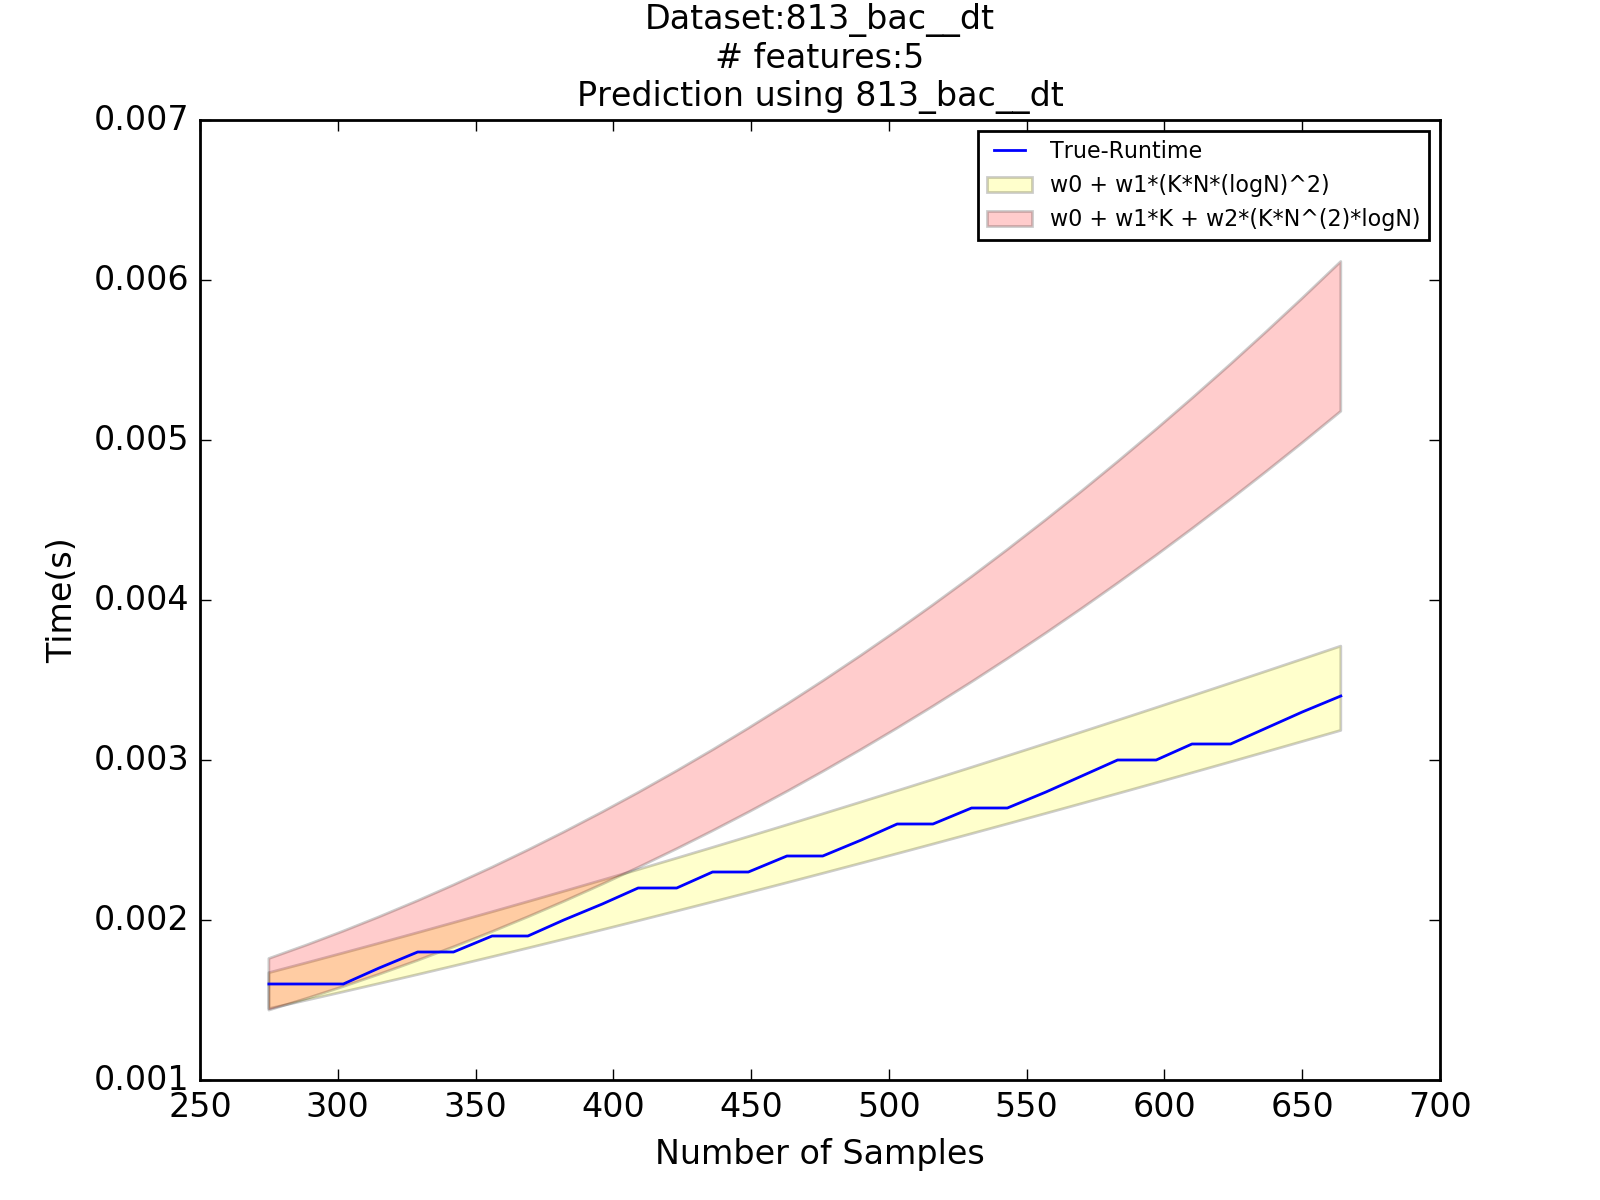 Dataset:813_bac__dt
# features:5
Prediction using 813_bac__dt
0.007
0.006
0.005
0.004
0.003
0.002
0.001
Time(s)
True-Runtime
w0 + w1*(K*N*(logN)^2)
w0 + w1*K + w2*(K*N^(2)*logN)
250 300 350 400 450 500 550 600 650 700
Number of Samples